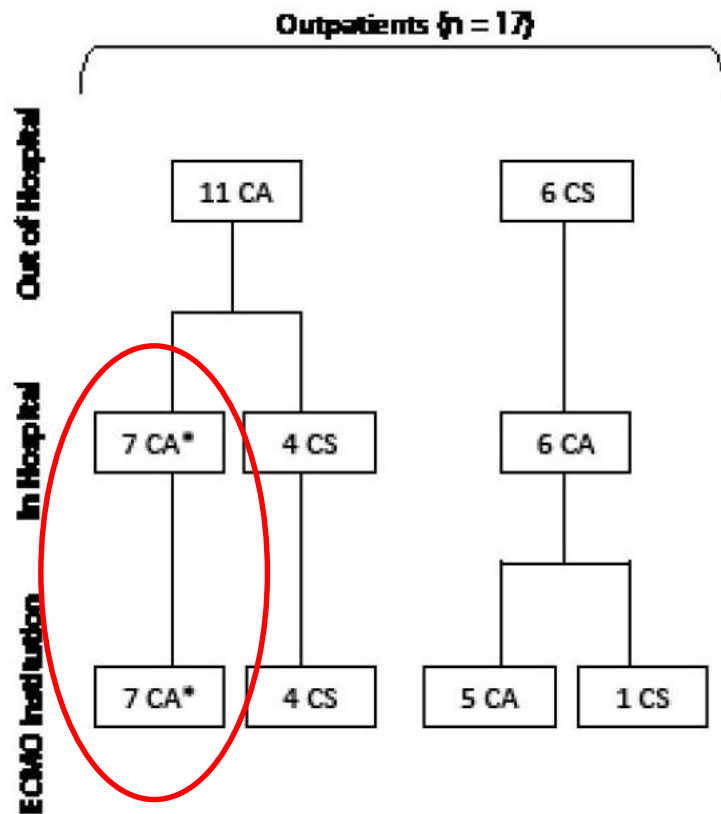 Outpatients (n = 17)
Out of Hospital
11 CA
6 CS
In Hospital
7 CA*
4 CS
6 CA
ECMO Institution
7 CA*
4 CS
5 CA
1 CS